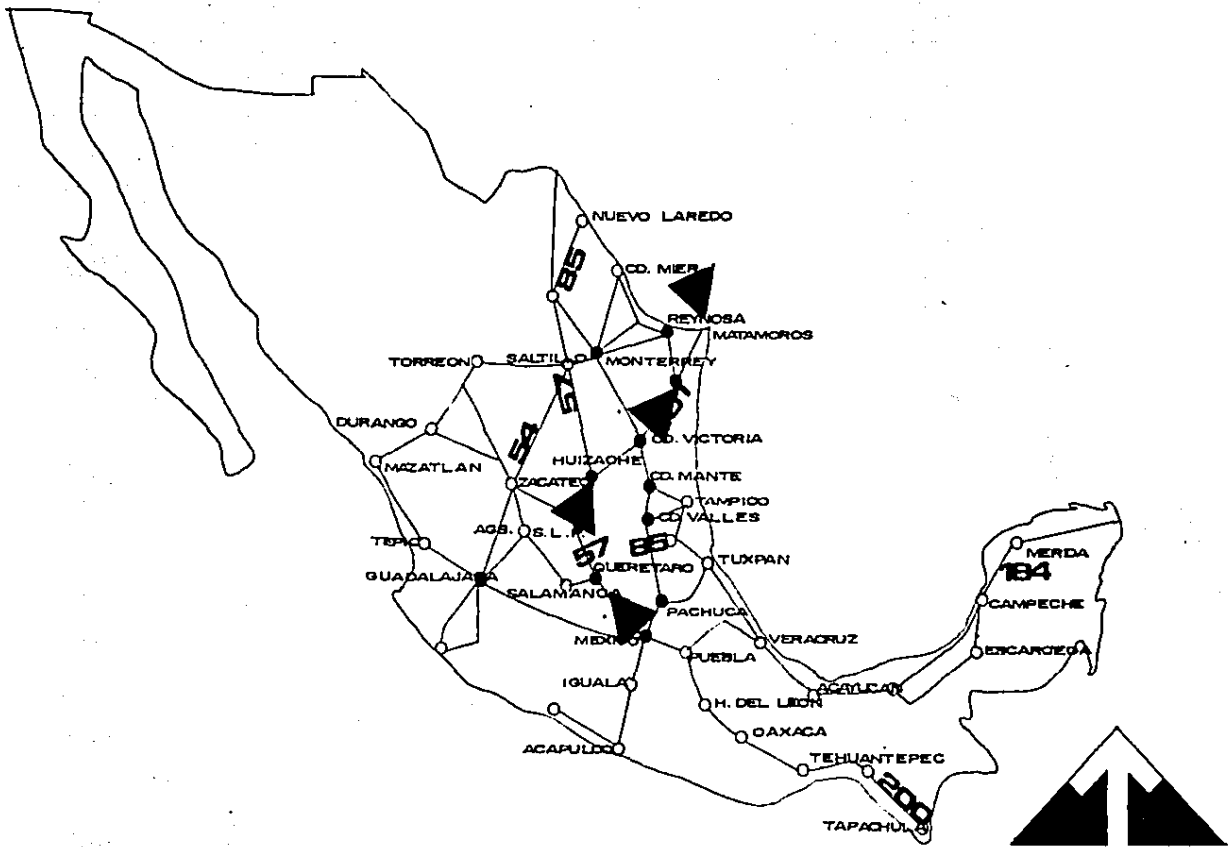 NUEVO LAREDO
85
CD. MIER
REYNOSA
MATAMOROS
TORREON
SALTILLO
MONTERREY
57
DURANGO
54
CD. VICTORIA
HUIZACHE
MAZATLAN
ZACATEC
CD. MANTE
TAMPICO
AGS.
S.L.P.
CD VALLES
TEPIC
57
85
TUXPAN
MERIDA
QUERETARO
184
GUADALAJARA
SALAMANCA
CAMPECHE
PACHUCA
MEXICO
VERACRUZ
PUEBLA
ESCARCEGA
IGUALA
ACAYUCAN
H. DEL LEON
OAXACA
ACAPULCO
TEHUANTEPEC
200
TAPACHULA